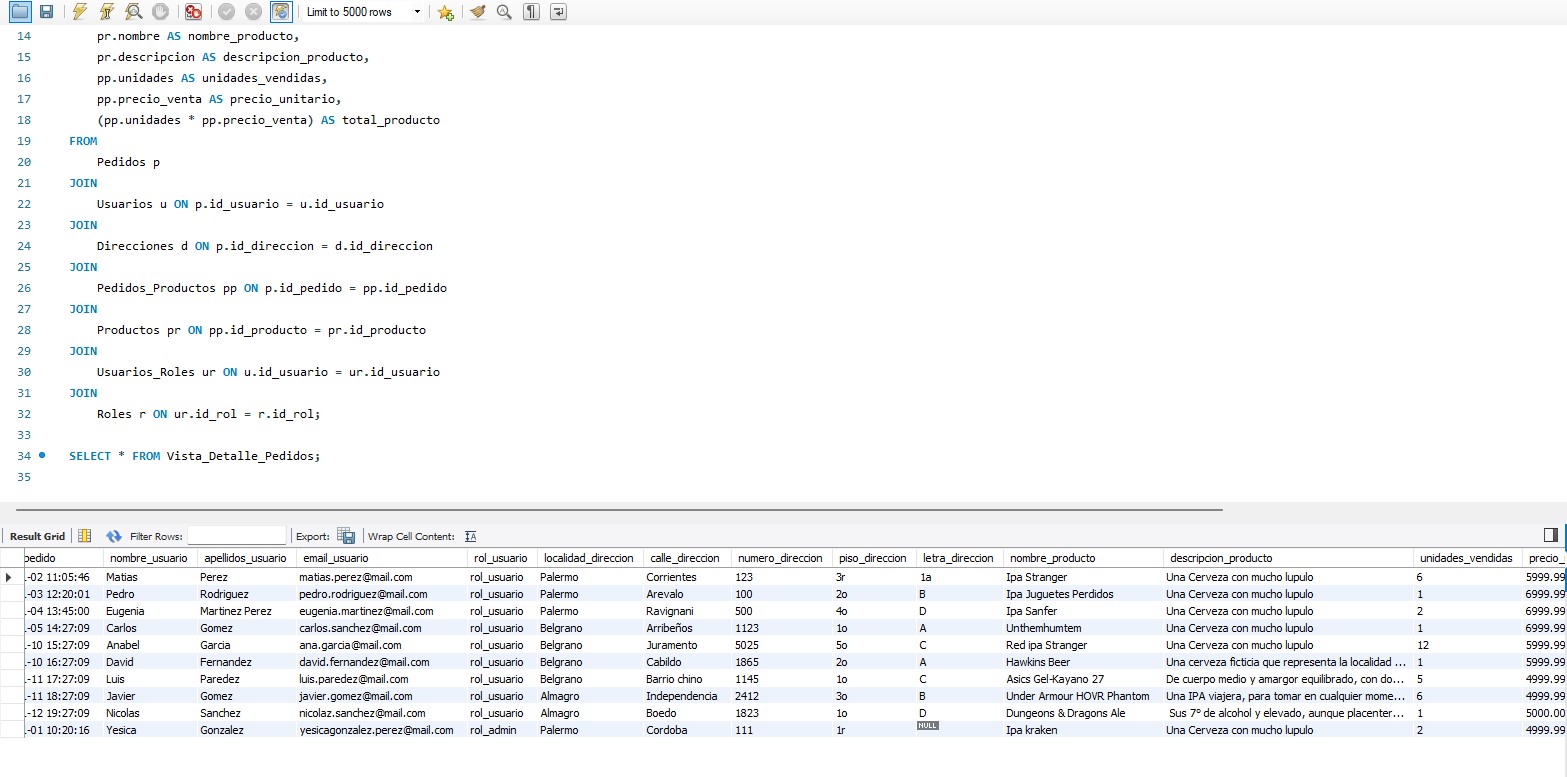 Limit to 5000 rows
14 pr.nombre AS nombre_producto,
15 pr.descripcion AS descripcion_producto,
16 pp.unidades AS unidades_vendidas,
17 pp.precio_venta AS precio_unitario,
18 (pp.unidades * pp.precio_venta) AS total_producto
19 FROM
20 Pedidos p
21 JOIN
22 Usuarios u ON p.id_usuario = u.id_usuario
23 JOIN
24 Direcciones d ON p.id_direccion = d.id_direccion
25 JOIN
26 Pedidos_Productos pp ON p.id_pedido = pp.id_pedido
27 JOIN
28 Productos pr ON pp.id_producto = pr.id_producto
29 JOIN
30 Usuarios_Roles ur ON u.id_usuario = ur.id_usuario
31 JOIN
32 Roles r ON ur.id_rol = r.id_rol;
33
34 SELECT * FROM Vista_Detalle_Pedidos;
35
Result Grid Filter Rows: Export: Wrap Cell Content:
pedido nombre_usuario apellidos_usuario email_usuario rol_usuario localidad_direccion calle_direccion numero_direccion piso_direccion letra_direccion nombre_producto descripcion_producto unidades_vendidas precio_
-02 11:05:46 Matias Perez matias.perez@mail.com rol_usuario Palermo Corrientes 123 3r 1a Ipa Stranger Una Cerveza con mucho lupulo 6 5999.99
-03 12:20:01 Pedro Rodriguez pedro.rodriguez@mail.com rol_usuario Palermo Arevalo 100 2o B Ipa Juguetes Perdidos Una Cerveza con mucho lupulo 1 6999.99
-04 13:45:00 Eugenia Martinez Perez eugenia.martinez@mail.com rol_usuario Palermo Ravignani 500 4o D Ipa Sanfer Una Cerveza con mucho lupulo 2 6999.99
-05 14:27:09 Carlos Gomez carlos.sanchez@mail.com rol_usuario Belgrano Arribeños 1123 1o A Unthemhumtem Una Cerveza con mucho lupulo 1 6999.99
-10 15:27:09 Anabel Garcia ana.garcia@mail.com rol_usuario Belgrano Juramento 5025 5o C Red ipa Stranger Una Cerveza con mucho lupulo 12 5999.99
-10 16:27:09 David Fernandez david.fernandez@mail.com rol_usuario Belgrano Cabildo 1865 2o A Hawkins Beer Una cerveza ficticia que representa la localidad ... 1 5999.99
-11 17:27:09 Luis Paredez luis.paredez@mail.com rol_usuario Belgrano Barrio chino 1145 1o C Asics Gel-Kayano 27 De cuerpo medio y amargor equilibrado, con do... 5 4999.99
-11 18:27:09 Javier Gomez javier.gomez@mail.com rol_usuario Almagro Independencia 2412 3o B Under Armour HOVR Phantom Una IPA viajera, para tomar en cualquier mome... 6 4999.99
-12 19:27:09 Nicolas Sanchez nicolaz.sanchez@mail.com rol_usuario Almagro Boedo 1823 1o D Dungeons & Dragons Ale Sus 7° de alcohol y elevado, aunque placenter... 1 5000.00
-01 10:20:16 Yesica Gonzalez yesicagonzalez.perez@mail.com rol_admin Palermo Cordoba 111 1r NULL Ipa kraken Una Cerveza con mucho lupulo 2 4999.99